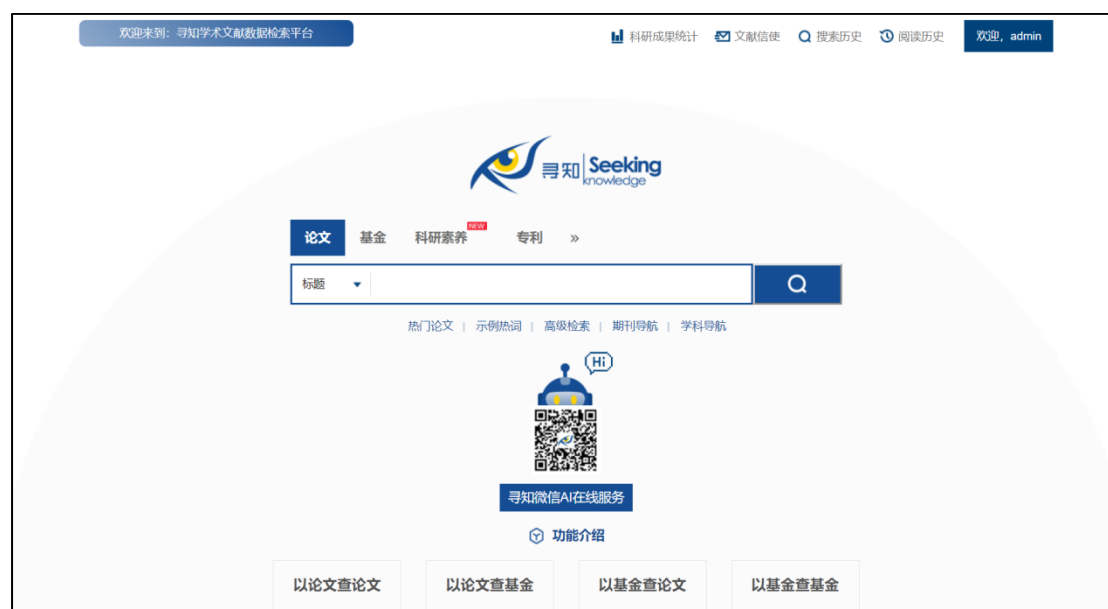 欢迎来到：寻知学术文献数据检索平台
科研成果统计 文献信使 搜索历史 阅读历史 欢迎，admin
寻知 Seeking
knowledge
论文 基金 科研素养 NEW 专利 »
标题
热门论文 | 示例热词 | 高级检索 | 期刊导航 | 学科导航
Hi
寻知微信AI在线服务
功能介绍
以论文查论文 以论文查基金 以基金查论文 以基金查基金